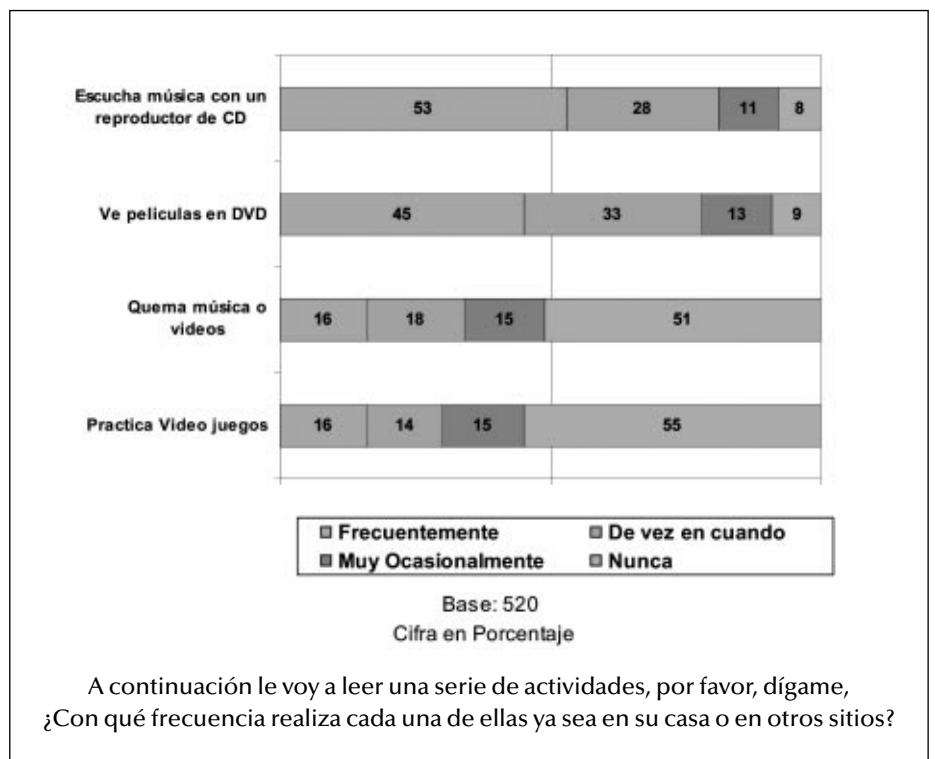 Escucha música con un
reproductor de CD
53 28 11 8
Ve peliculas en DVD
45 33 13 9
Quema música o
videos
16 18 15 51
Practica Video juegos
16 14 15 55
Frecuentemente De vez en cuando
Muy Ocasionalmente Nunca
Base: 520
Cifra en Porcentaje
A continuación le voy a leer una serie de actividades, por favor, dígame,
¿Con qué frecuencia realiza cada una de ellas ya sea en su casa o en otros sitios?